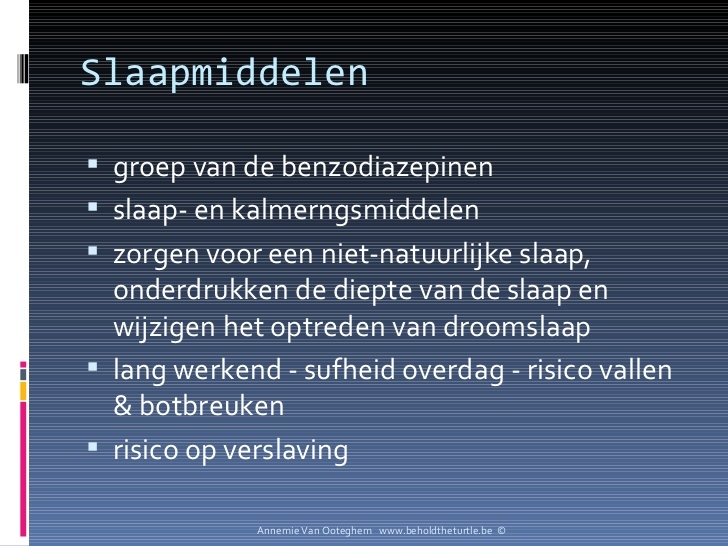 Slaapmiddelen
groep van de benzodiazepinen
slaap- en kalmerngsmiddelen
zorgen voor een niet-natuurlijke slaap,
onderdrukken de diepte van de slaap en
wijzigen het optreden van droomslaap
lang werkend - sufheid overdag - risico vallen
& botbreuken
risico op verslaving
Annemie Van Ooteghem www.beholdtheturtle.be ©